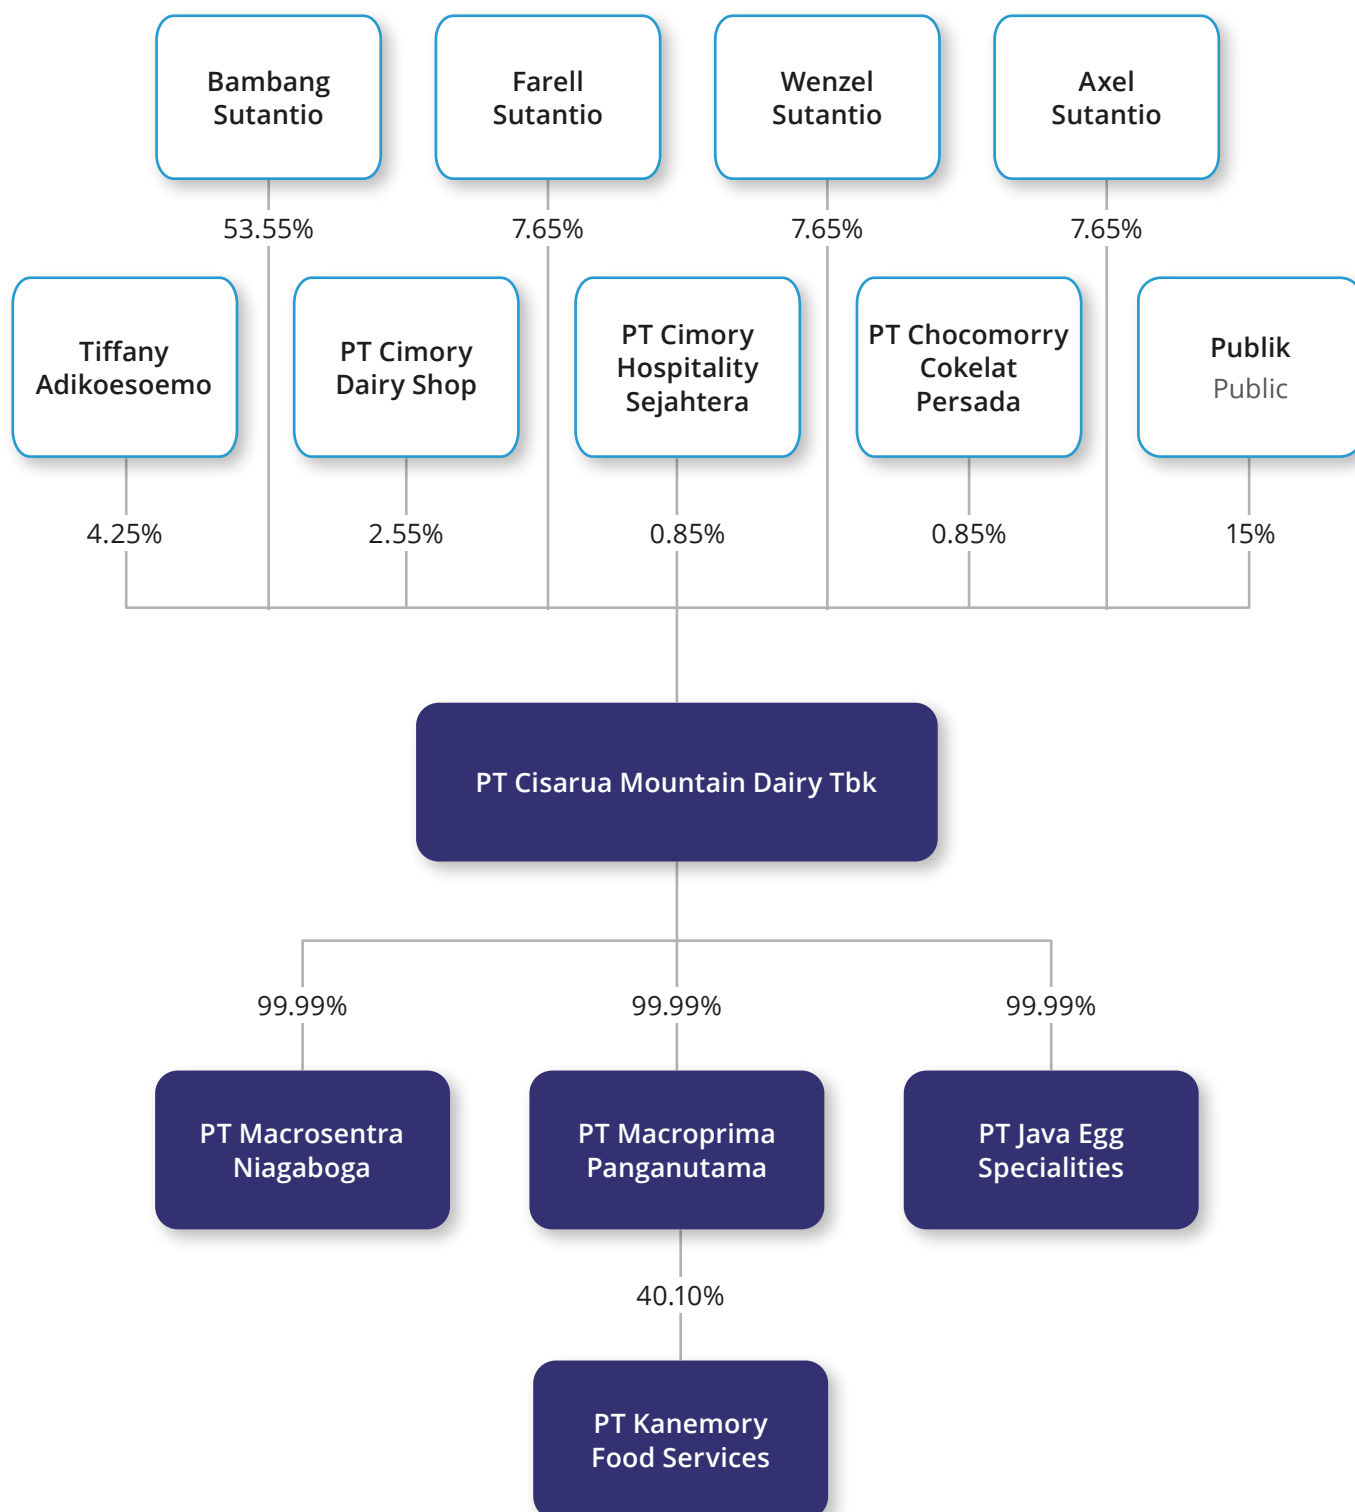 Bambang
Sutantio
Farell
Sutantio
Wenzel
Sutantio
Axel
Sutantio
53.55%
7.65%
7.65%
7.65%
Tiffany
Adikoesoemo
PT Cimory
Dairy Shop
PT Cimory
Hospitality
Sejahtera
PT Chocomorry
Cokelat
Persada
Publik
Public
4.25%
2.55%
0.85%
0.85%
15%
PT Cisarua Mountain Dairy Tbk
99.99%
99.99%
99.99%
PT Macrosentra
Niagaboga
PT Macroprima
Panganutama
PT Java Egg
Specialities
40.10%
PT Kanemory
Food Services